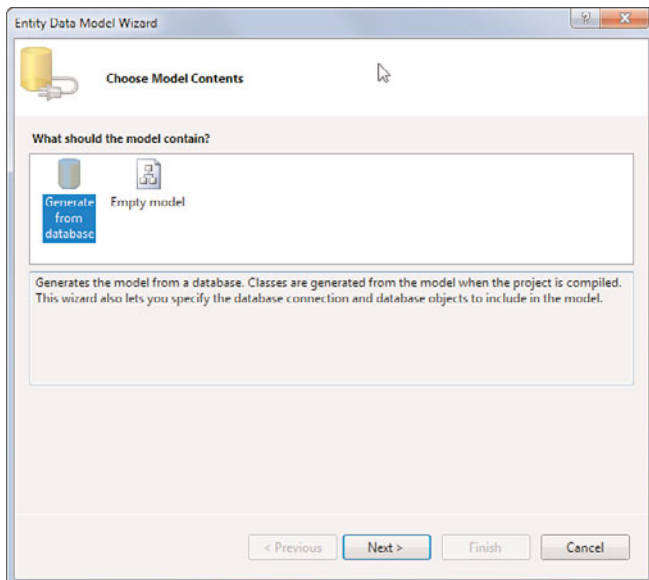 Entity Data Model Wizard
Choose Model Contents
What should the model contain?
Generate
from
database
Empty model
Generates the model from a database. Classes are generated from the model when the project is compiled.
This wizard also lets you specify the database connection and database objects to include in the model.
< Previous
Next >
Finish
Cancel